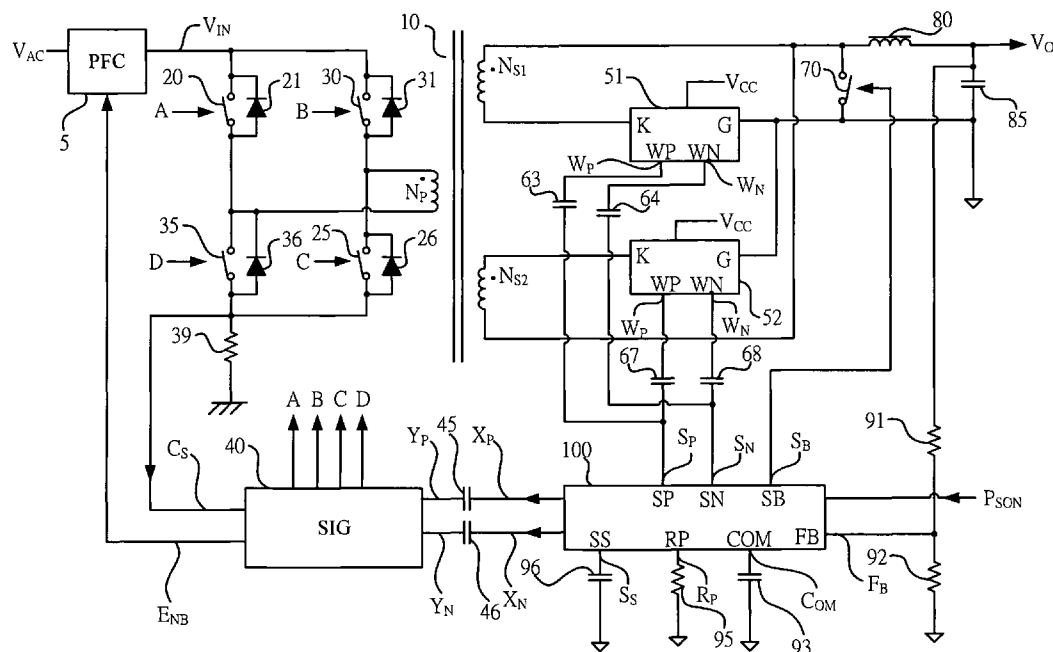 V_AC
PFC
5
V_IN
20
A
21
30
B
31
10
N_P
35
D
36
25
C
26
39
N_S1
51
V_CC
K
G
WP
WN
W_P
W_N
63
64
N_S2
V_CC
K
G
WP
WN
52
W_P
W_N
67
68
70
80
V_O
85
91
92
A
B
C
D
40
C_S
SIG
E_NB
Y_P
45
X_P
Y_N
46
X_N
100
S_P
S_N
S_B
SP
SN
SB
SS
RP
COM
FB
P_SON
F_B
96
S_S
R_P
95
C_OM
93